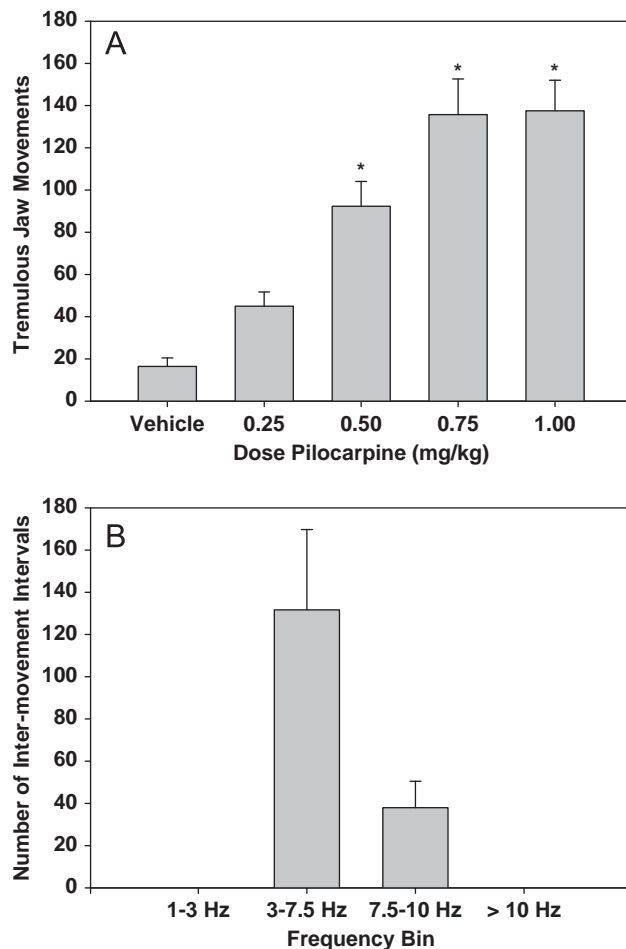 A
180
160
140
120
100
80
60
40
20
0
Tremulous Jaw Movements
* * *
Vehicle 0.25 0.50 0.75 1.00
Dose Pilocarpine (mg/kg)
B
180
160
140
120
100
80
60
40
20
0
Number of Inter-movement Intervals
1-3 Hz 3-7.5 Hz 7.5-10 Hz > 10 Hz
Frequency Bin